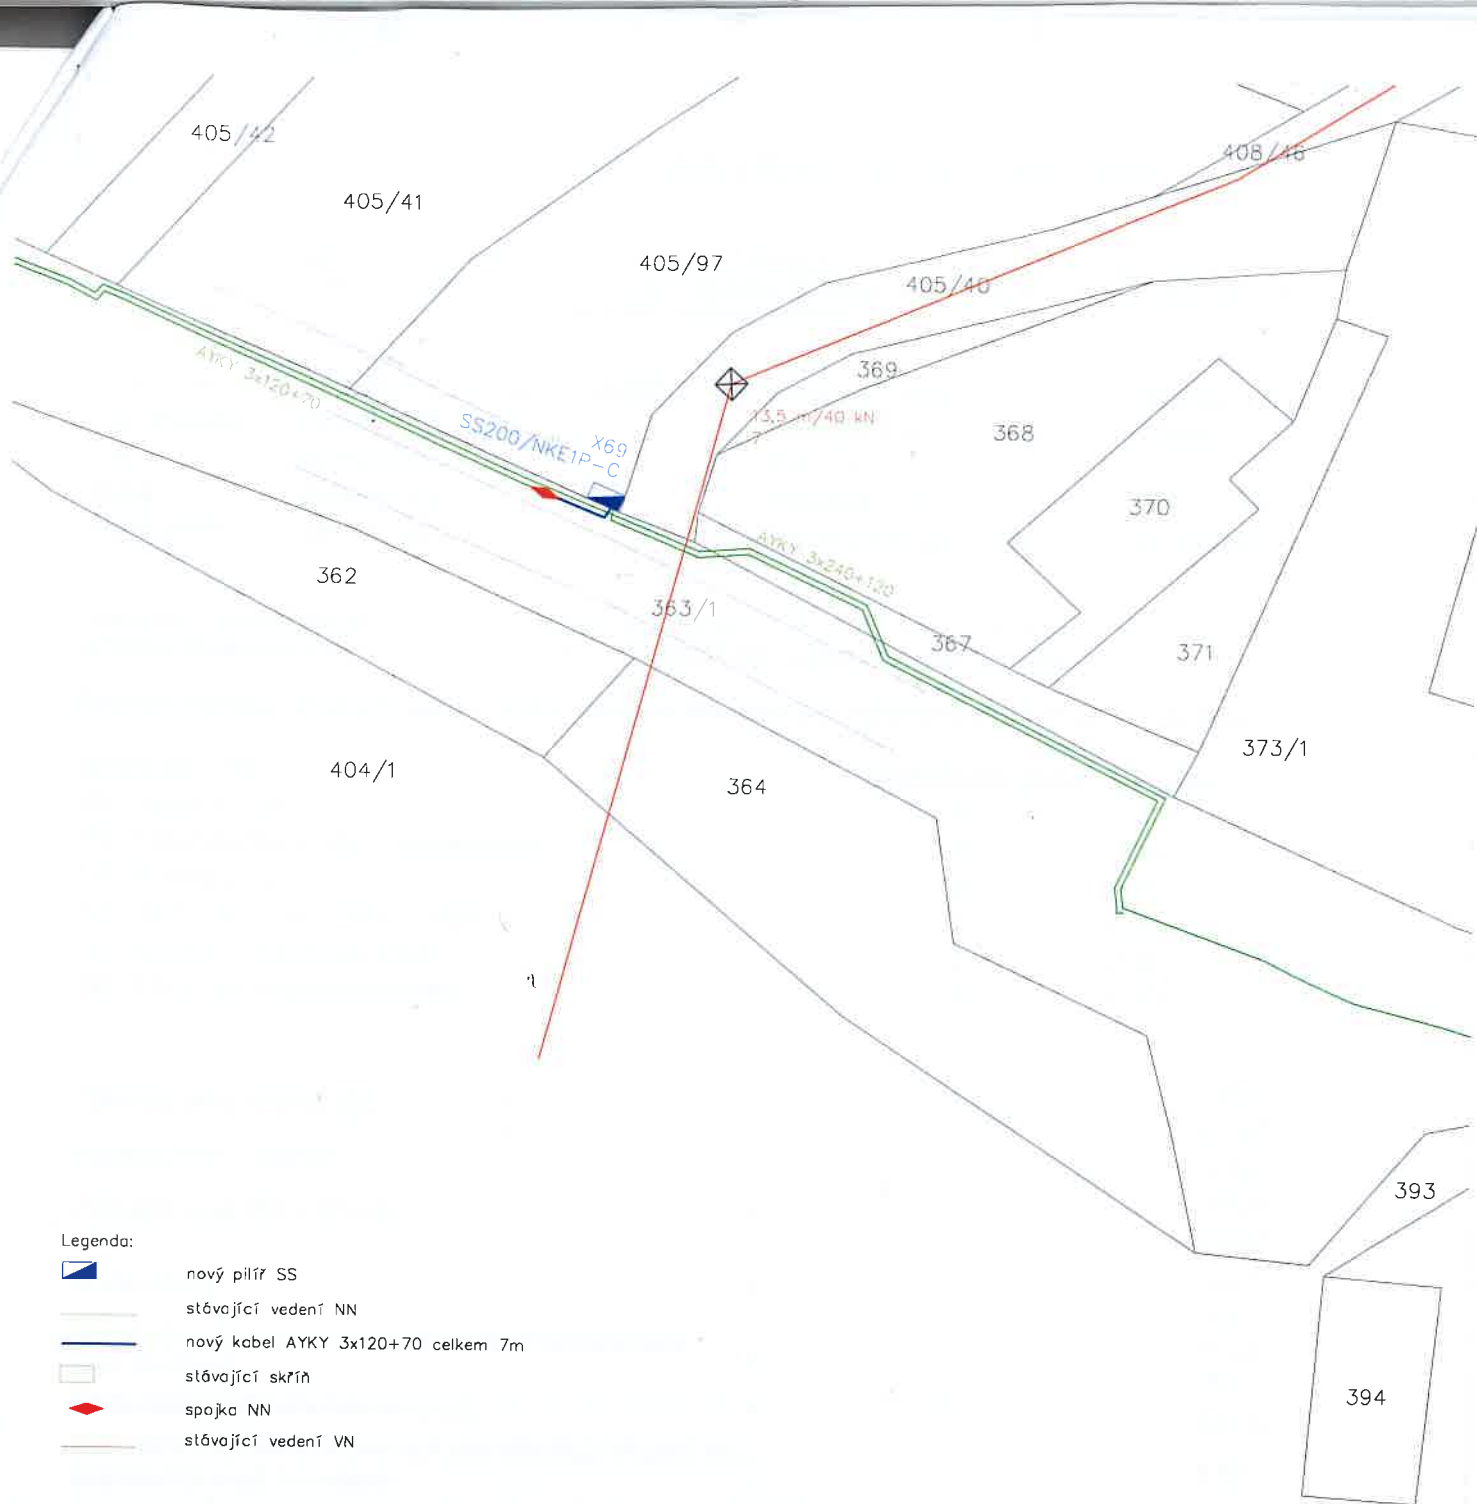 405/42
405/41
405/97
408/46
405/40
369
13,5 m/40 kN
7
368
AYKY 3x120+70
X69
SS200/NKE1P-C
370
AYKY 3x240+120
362
363/1
367
371
373/1
404/1
364
393
394
Legenda:
nový pilíř SS
stávající vedení NN
nový kabel AYKY 3x120+70 celkem 7m
stávající skříň
spojka NN
stávající vedení VN